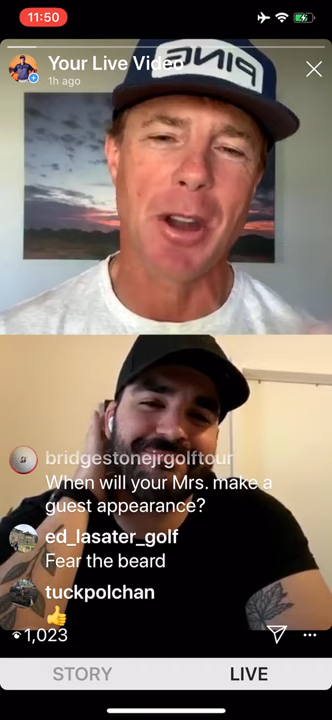 11:50
Your Live Video
1h ago
PING
bridgestonejrgolftour
When will your Mrs. make a
guest appearance?
ed_lasater_golf
Fear the beard
tuckpolchan
👍
1,023
STORY
LIVE